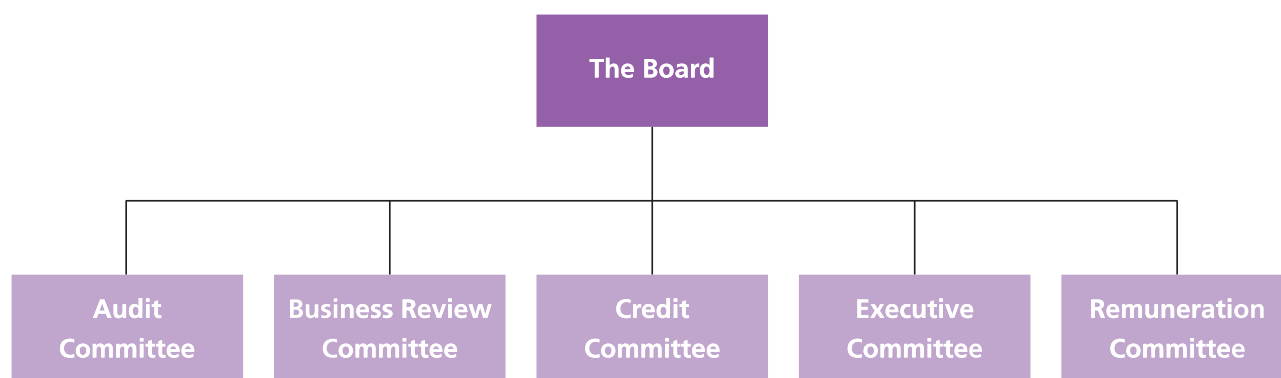 The Board
Audit
Committee
Business Review
Committee
Credit
Committee
Executive
Committee
Remuneration
Committee